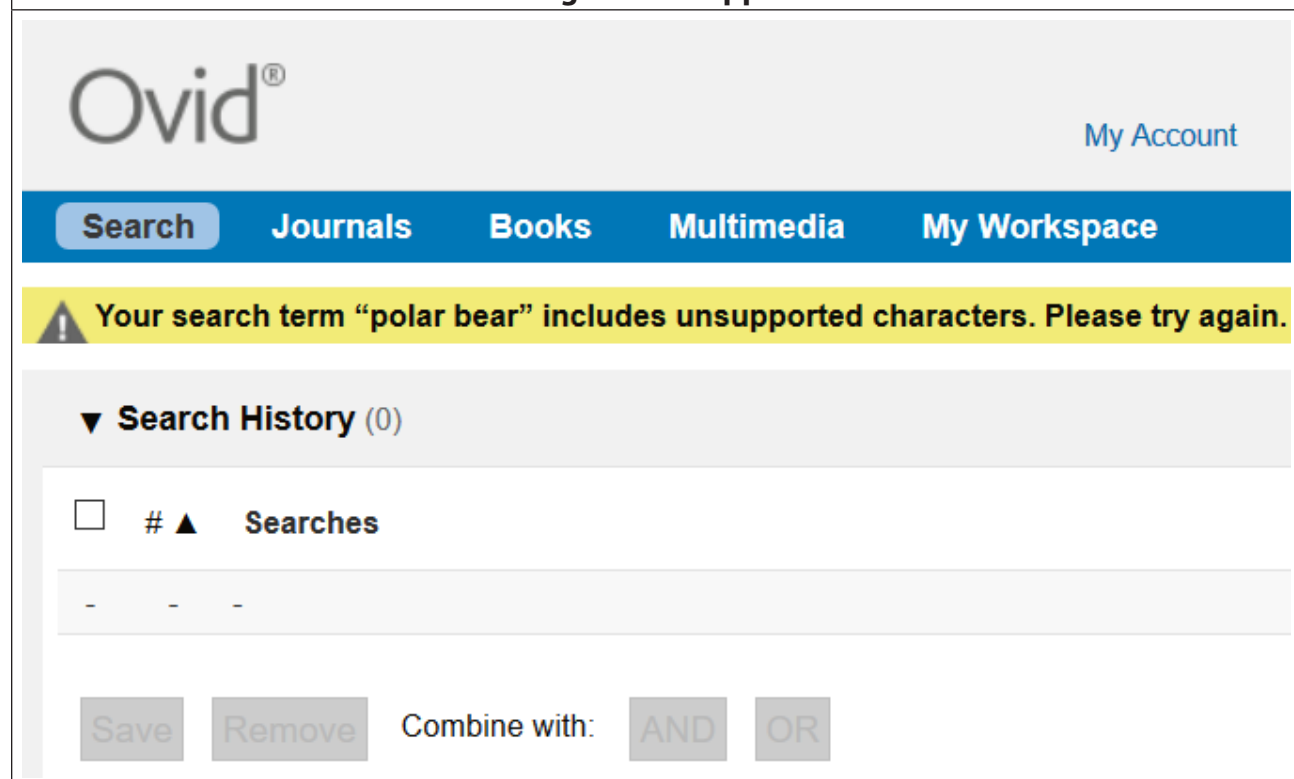 Ovid®
My Account
Search Journals Books Multimedia My Workspace
Your search term “polar bear” includes unsupported characters. Please try again.
▼ Search History (0)
# ▲ Searches
- - -
Save Remove Combine with: AND OR